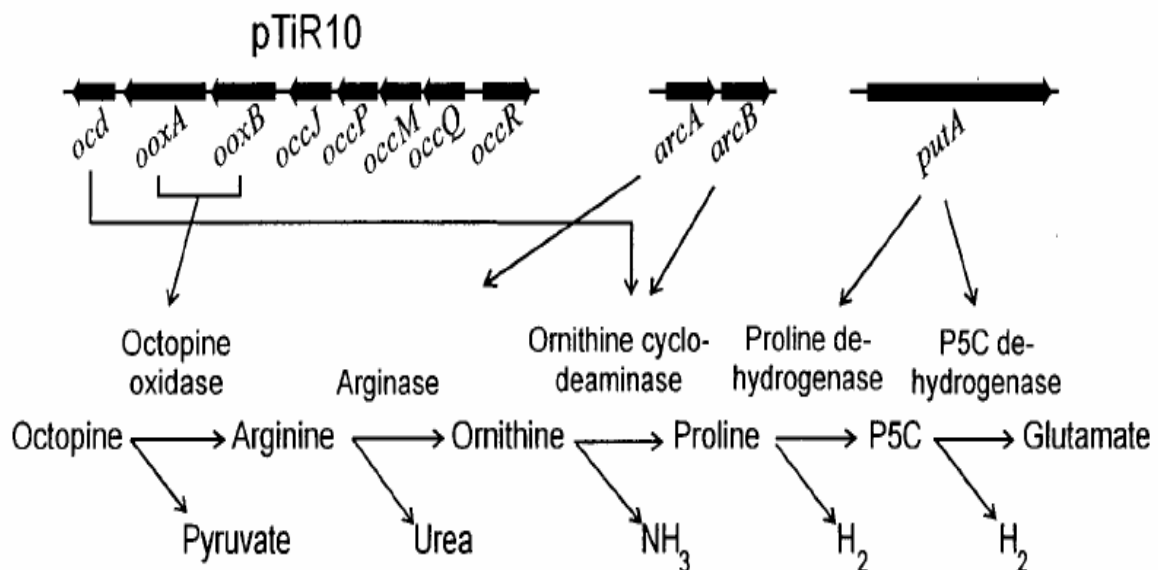 pTiR10
ocd ooxA ooxB occJ occP occM occQ occR arcA arcB putA
Octopine oxidase
Arginase
Ornithine cyclo-
deaminase
Proline de-
hydrogenase
P5C de-
hydrogenase
Octopine Arginine Ornithine Proline P5C Glutamate
Pyruvate Urea NH3 H2 H2